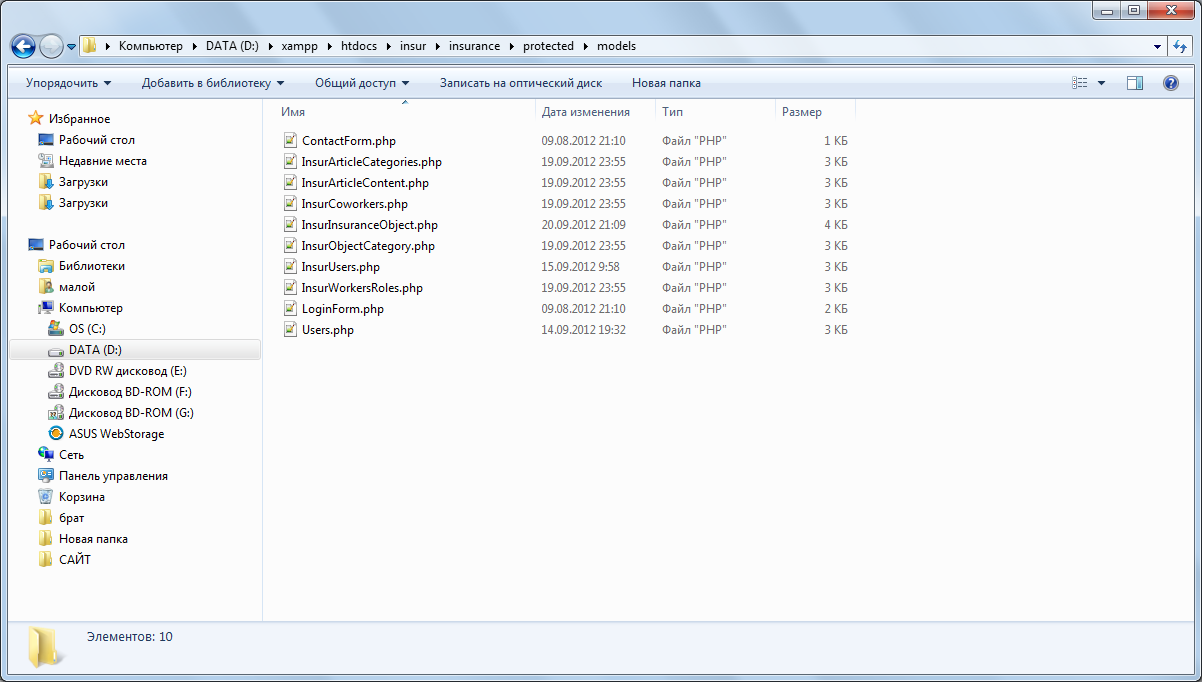 Компьютер DATA (D:) xampp htdocs insur insurance protected models
Упорядочить Добавить в библиотеку Общий доступ Записать на оптический диск Новая папка
Избранное
Рабочий стол
Недавние места
Загрузки
Загрузки
Рабочий стол
Библиотеки
малой
Компьютер
OS (C:)
DATA (D:)
DVD RW дисковод (E:)
Дисковод BD-ROM (F:)
Дисковод BD-ROM (G:)
ASUS WebStorage
Сеть
Панель управления
Корзина
брат
Новая папка
САЙТ
Имя Дата изменения Тип Размер
ContactForm.php 09.08.2012 21:10 Файл "PHP" 1 КБ
InsurArticleCategories.php 19.09.2012 23:55 Файл "PHP" 3 КБ
InsurArticleContent.php 19.09.2012 23:55 Файл "PHP" 3 КБ
InsurCoworkers.php 19.09.2012 23:55 Файл "PHP" 3 КБ
InsurInsuranceObject.php 20.09.2012 21:09 Файл "PHP" 4 КБ
InsurObjectCategory.php 19.09.2012 23:55 Файл "PHP" 3 КБ
InsurUsers.php 15.09.2012 9:58 Файл "PHP" 3 КБ
InsurWorkersRoles.php 19.09.2012 23:55 Файл "PHP" 3 КБ
LoginForm.php 09.08.2012 21:10 Файл "PHP" 2 КБ
Users.php 14.09.2012 19:32 Файл "PHP" 3 КБ
Элементов: 10